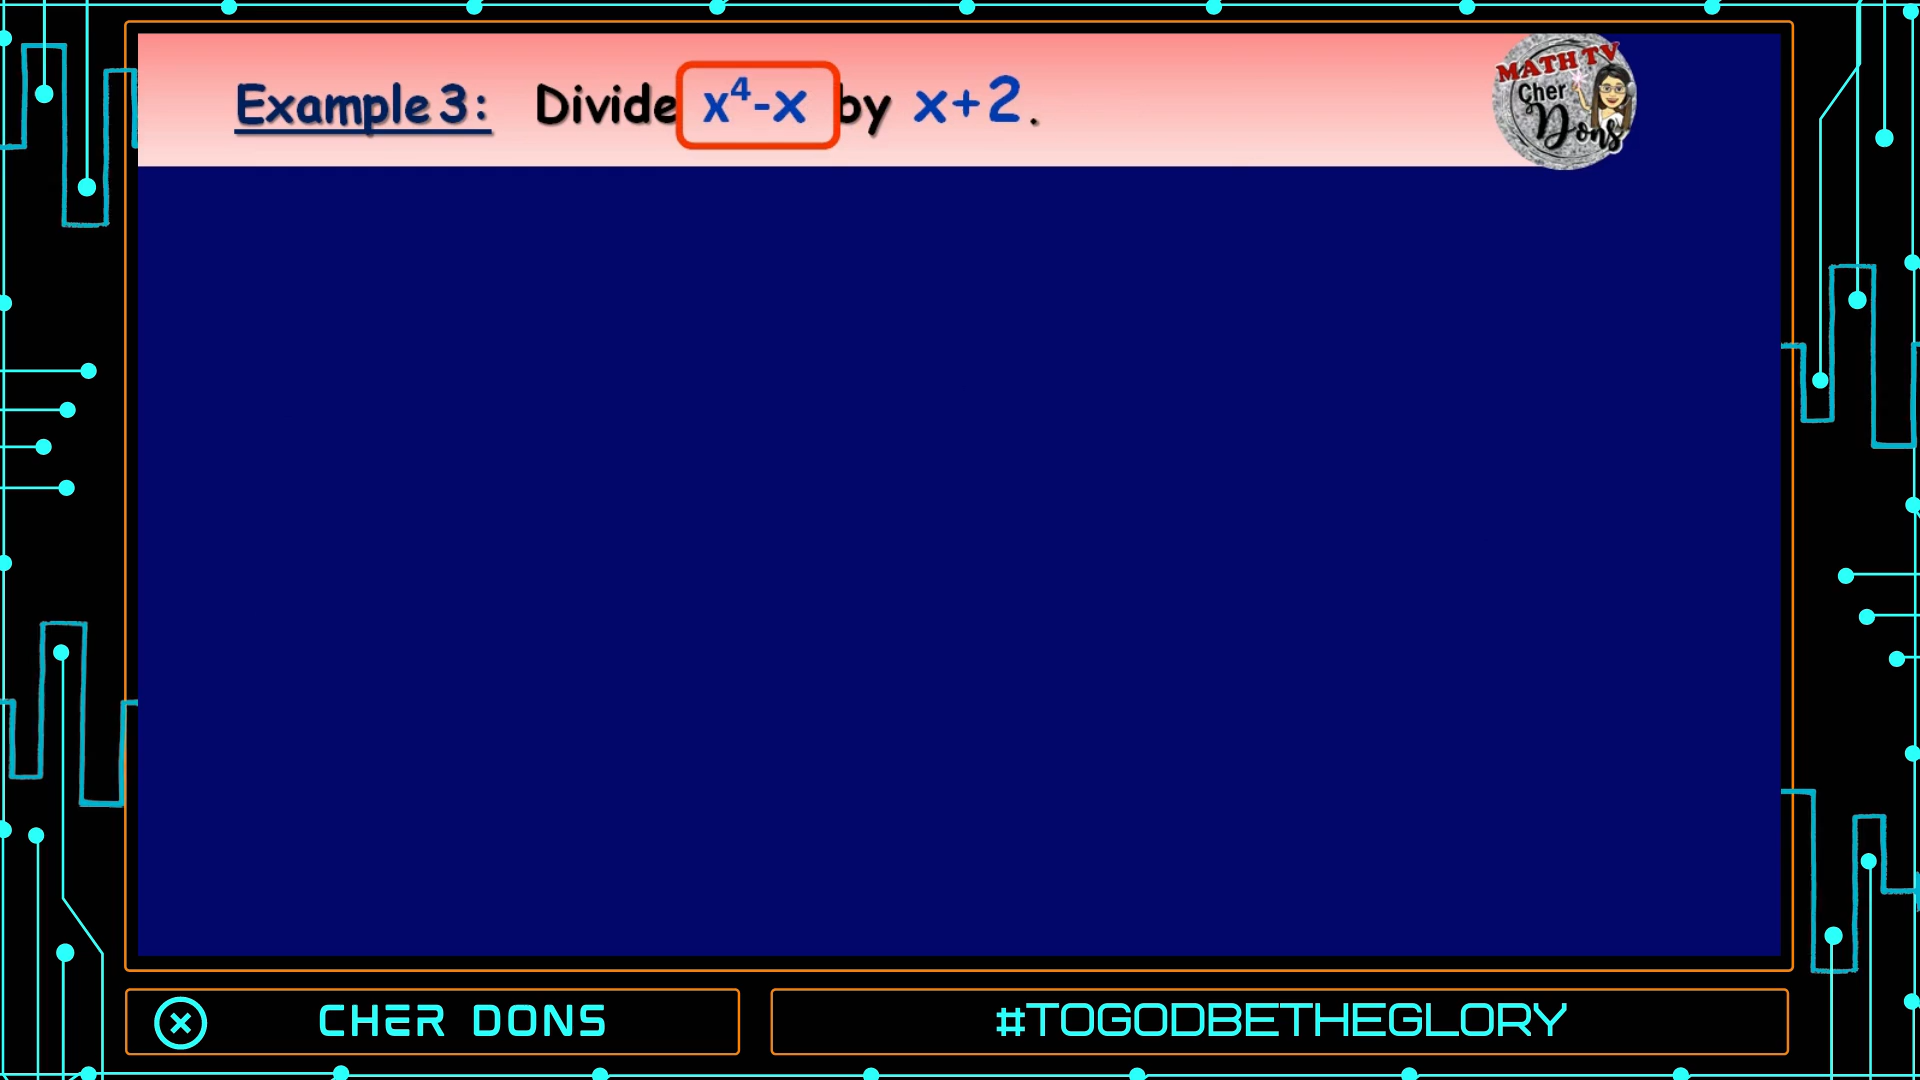 Example 3: Divide x⁴-x by x+2.
MATH TV
Cher
Dons
CHER DONS
#TOGODBETHEGLORY